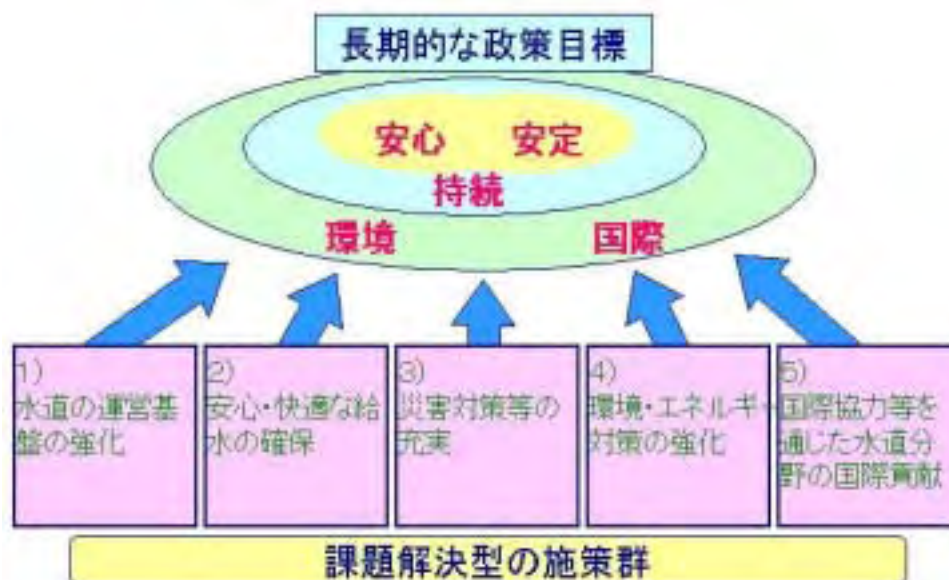 長期的な政策目標
安心 安定
持続
環境 国際
1)
水道の運営基
盤の強化
2)
安心・快適な給
水の確保
3)
災害対策等の
充実
4)
環境・エネルギー
対策の強化
5)
国際協力等を
通じた水道分
野の国際貢献
課題解決型の施策群